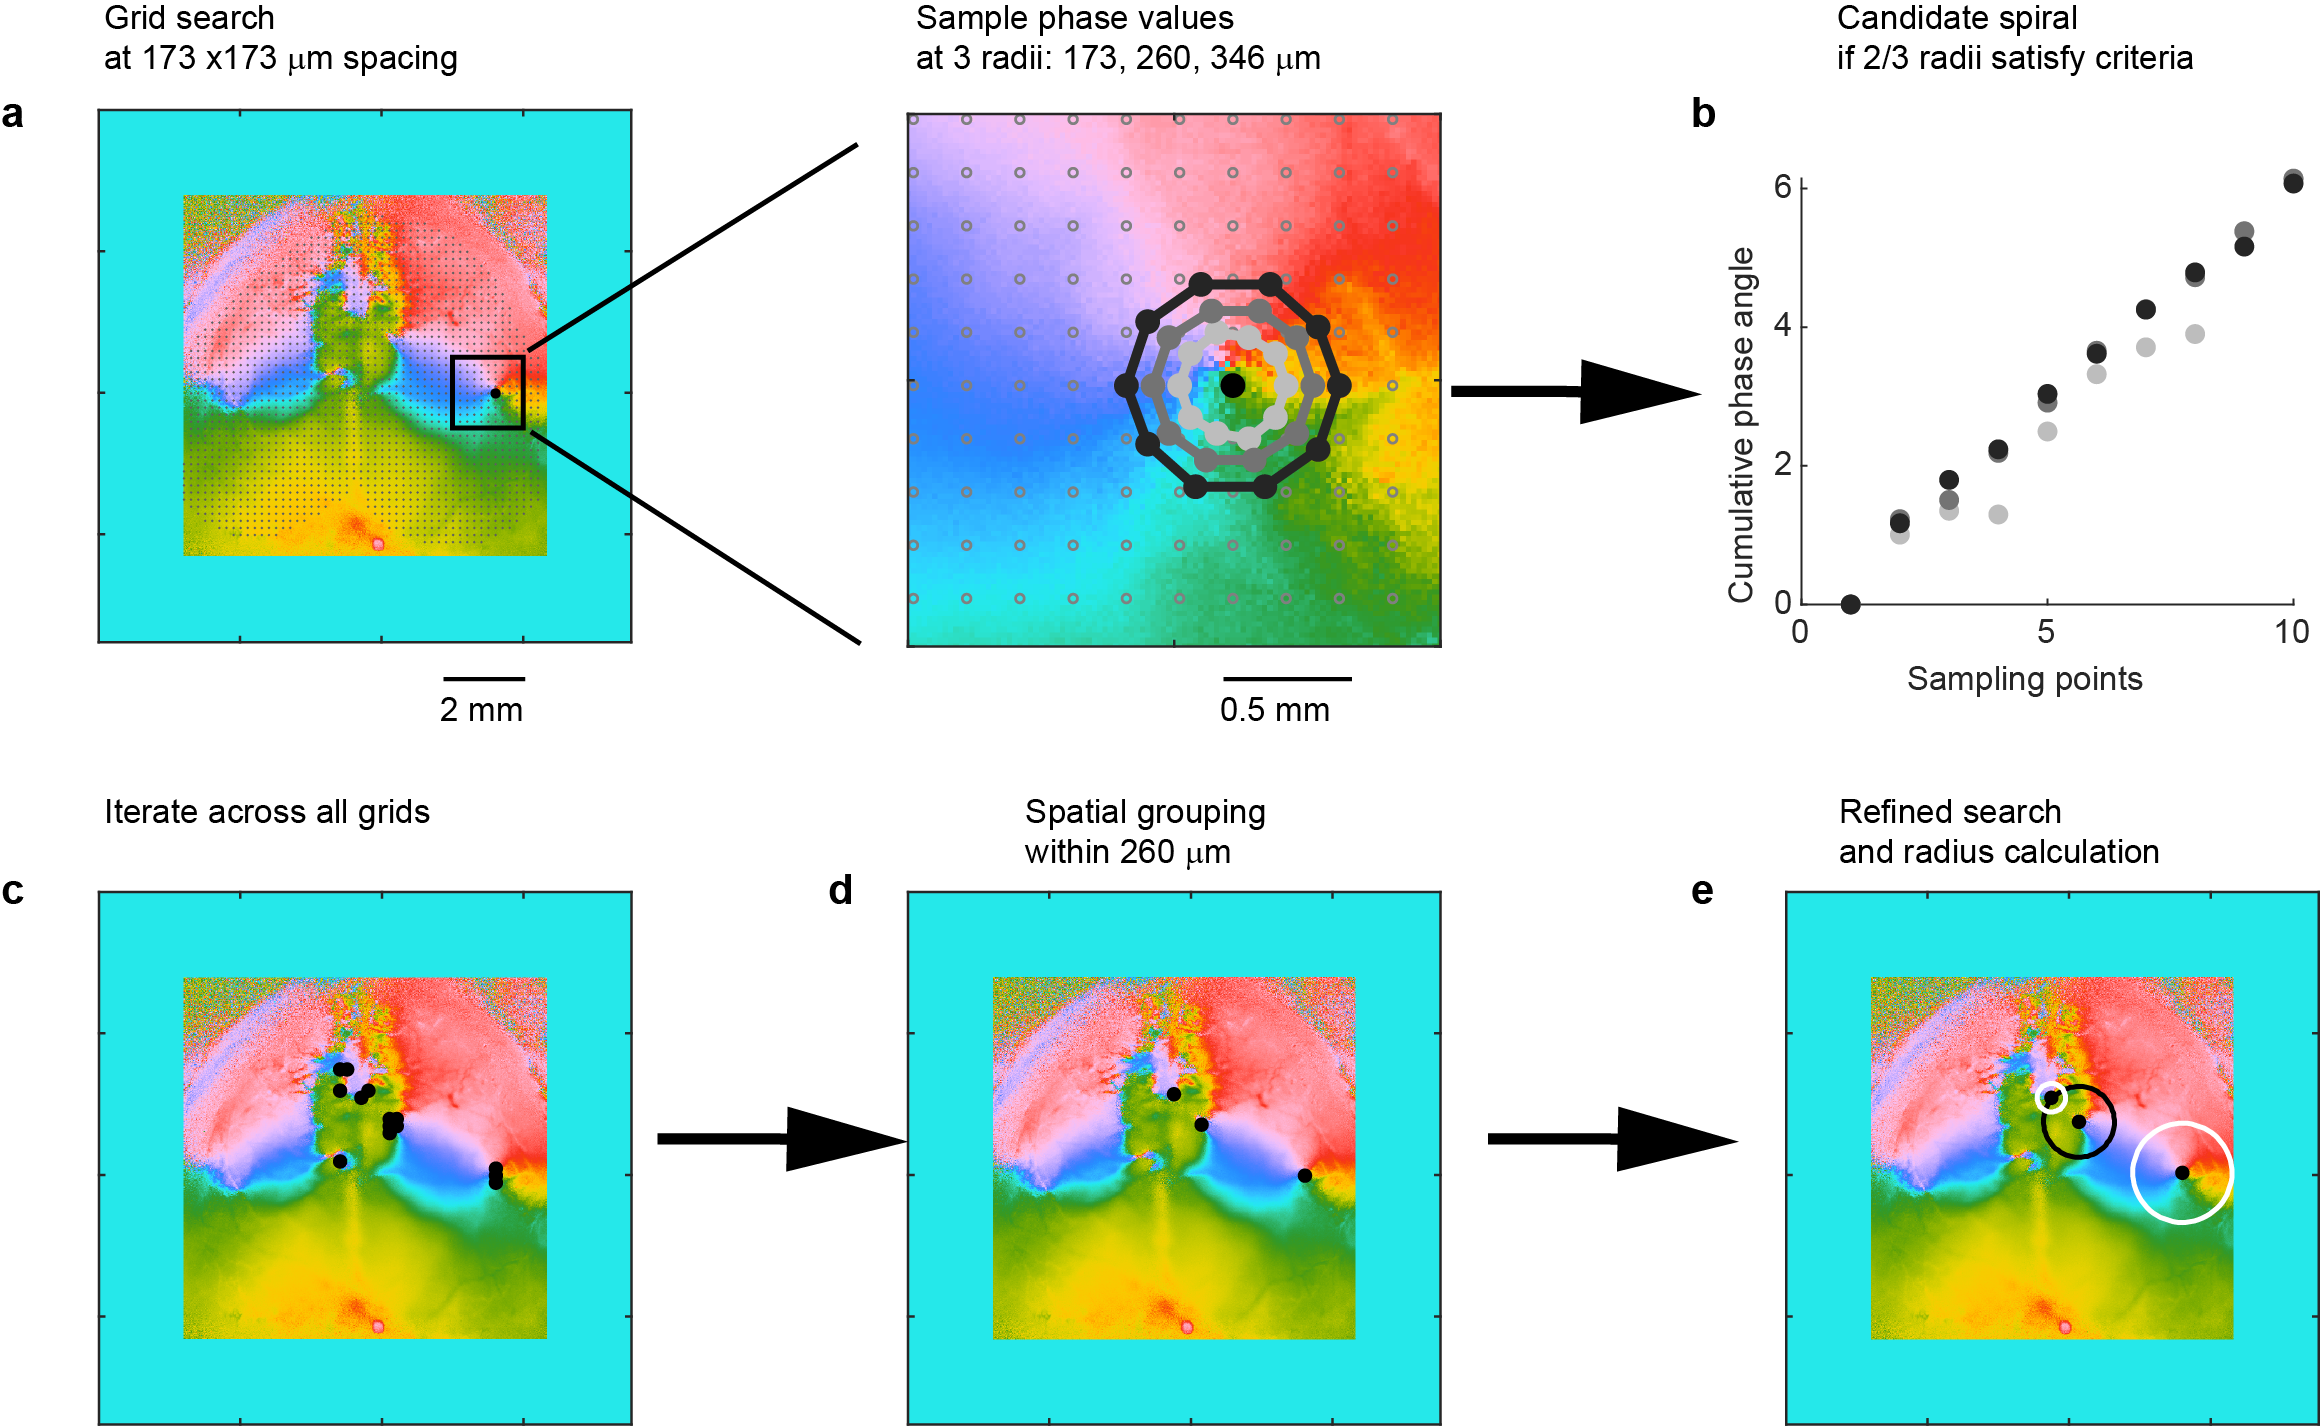 Grid search
at 173 x173 μm spacing
Sample phase values
at 3 radii: 173, 260, 346 μm
Candidate spiral
if 2/3 radii satisfy criteria
a
b
Cumulative phase angle
6
4
2
0
0
5
10
Sampling points
2 mm
0.5 mm
Iterate across all grids
Spatial grouping
within 260 μm
Refined search
and radius calculation
c
d
e